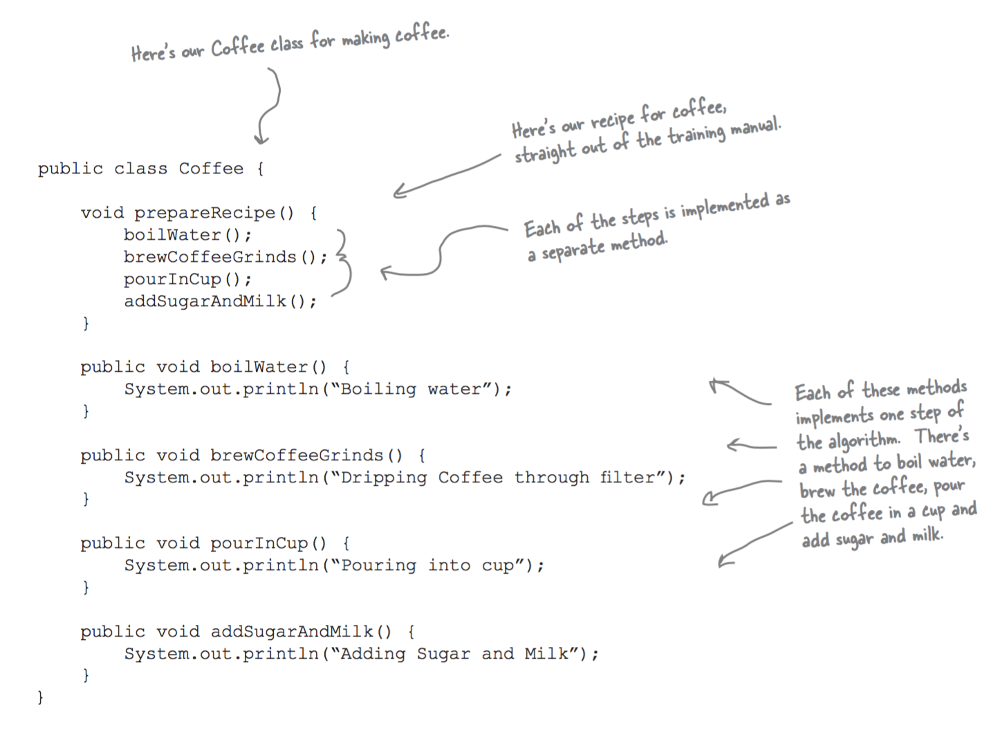 Here's our Coffee class for making coffee.
Here's our recipe for coffee,
straight out of the training manual.
public class Coffee {
void prepareRecipe() {
boilWater();
brewCoffeeGrinds();
pourInCup();
addSugarAndMilk();
}
Each of the steps is implemented as
a separate method.
public void boilWater() {
System.out.println(“Boiling water”);
}
public void brewCoffeeGrinds() {
System.out.println(“Dripping Coffee through filter”);
}
public void pourInCup() {
System.out.println(“Pouring into cup”);
}
public void addSugarAndMilk() {
System.out.println(“Adding Sugar and Milk”);
}
}
Each of these methods
implements one step of
the algorithm. There's
a method to boil water,
brew the coffee, pour
the coffee in a cup and
add sugar and milk.